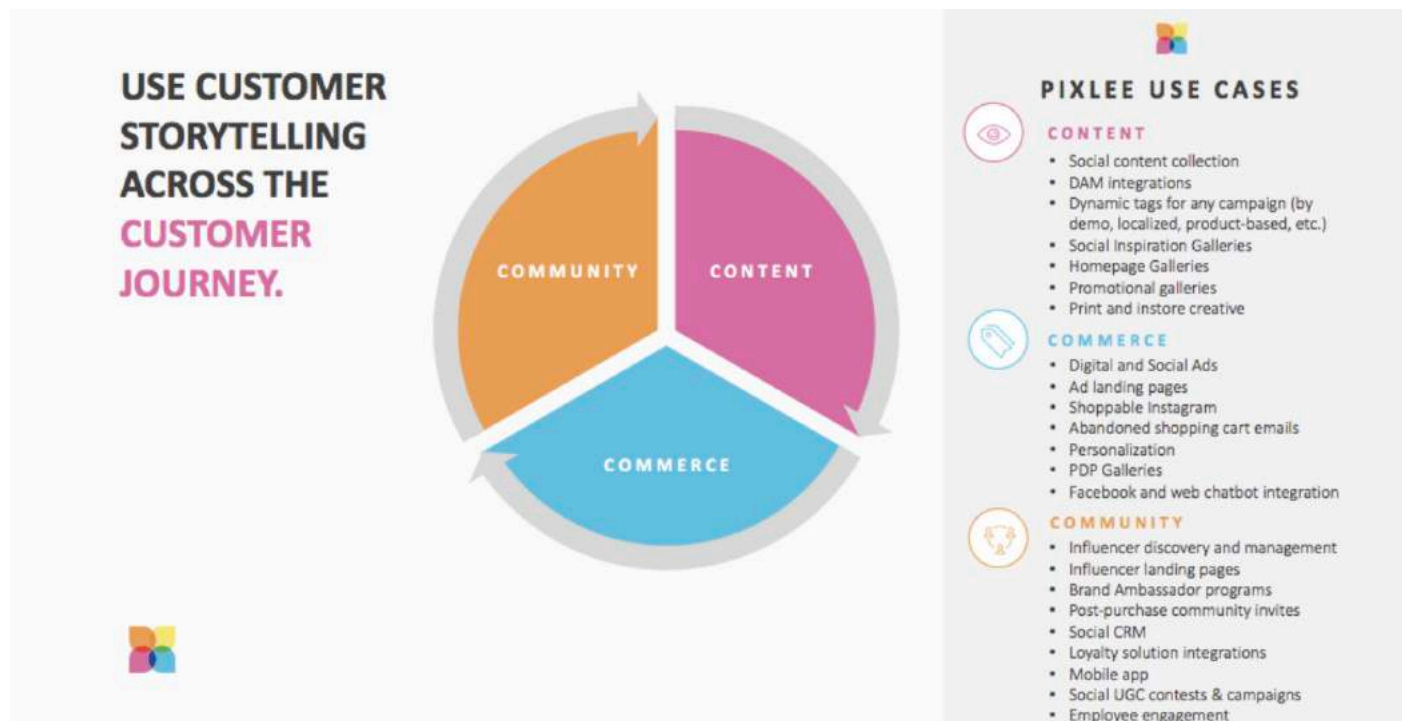 USE CUSTOMER
STORYTELLING
ACROSS THE
CUSTOMER
JOURNEY.
COMMUNITY
CONTENT
COMMERCE
PIXLEE USE CASES
CONTENT
• Social content collection
• DAM integrations
• Dynamic tags for any campaign (by
demo, localized, product-based, etc.)
• Social Inspiration Galleries
• Homepage Galleries
• Promotional galleries
• Print and instore creative
COMMERCE
• Digital and Social Ads
• Ad landing pages
• Shoppable Instagram
• Abandoned shopping cart emails
• Personalization
• PDP Galleries
• Facebook and web chatbot integration
COMMUNITY
• Influencer discovery and management
• Influencer landing pages
• Brand Ambassador programs
• Post-purchase community invites
• Social CRM
• Loyalty solution integrations
• Mobile app
• Social UGC contests & campaigns
• Employee engagement